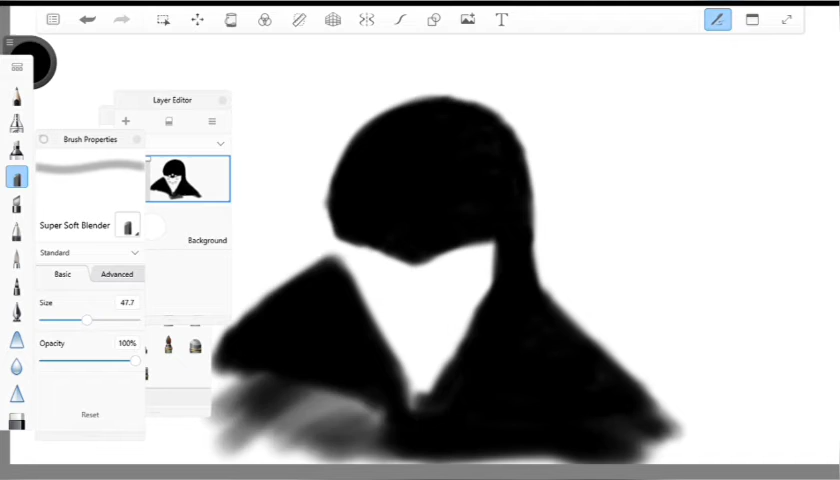 T
Layer Editor
Brush Properties
Super Soft Blender
Background
Standard
Basic Advanced
Size 47.7
Opacity 100%
Reset